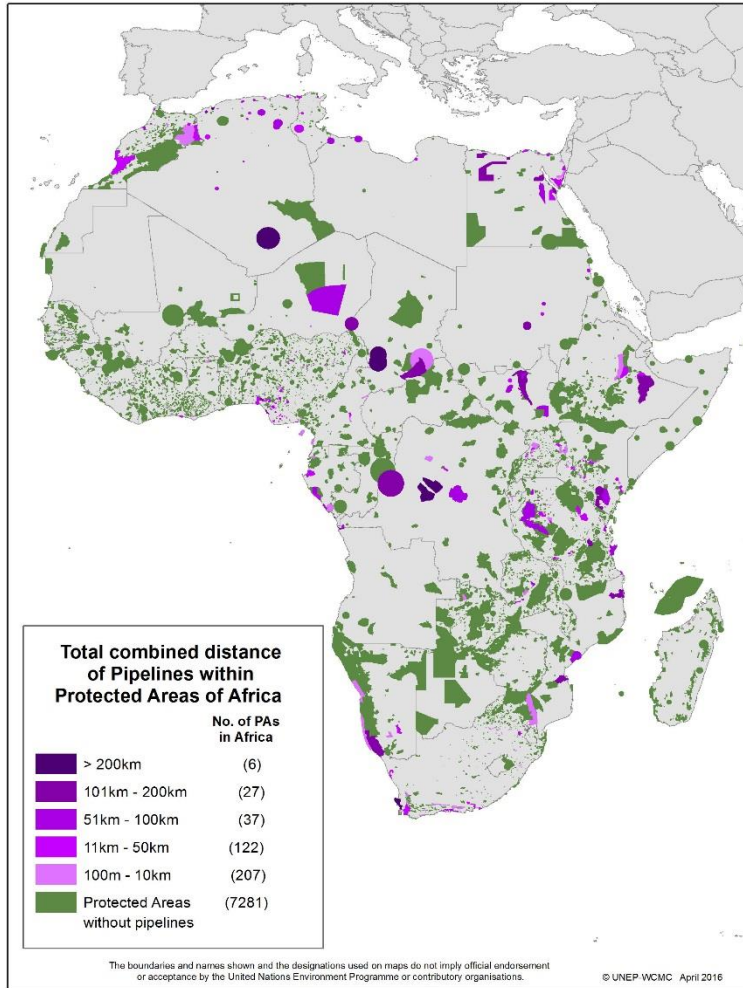 Total combined distance
of Pipelines within
Protected Areas of Africa
No. of PAs
in Africa
> 200km (6)
101km - 200km (27)
51km - 100km (37)
11km - 50km (122)
100m - 10km (207)
Protected Areas (7281)
without pipelines
The boundaries and names shown and the designations used on maps do not imply official endorsement
or acceptance by the United Nations Environment Programme or contributory organisations.
© UNEP-WCMC April 2016